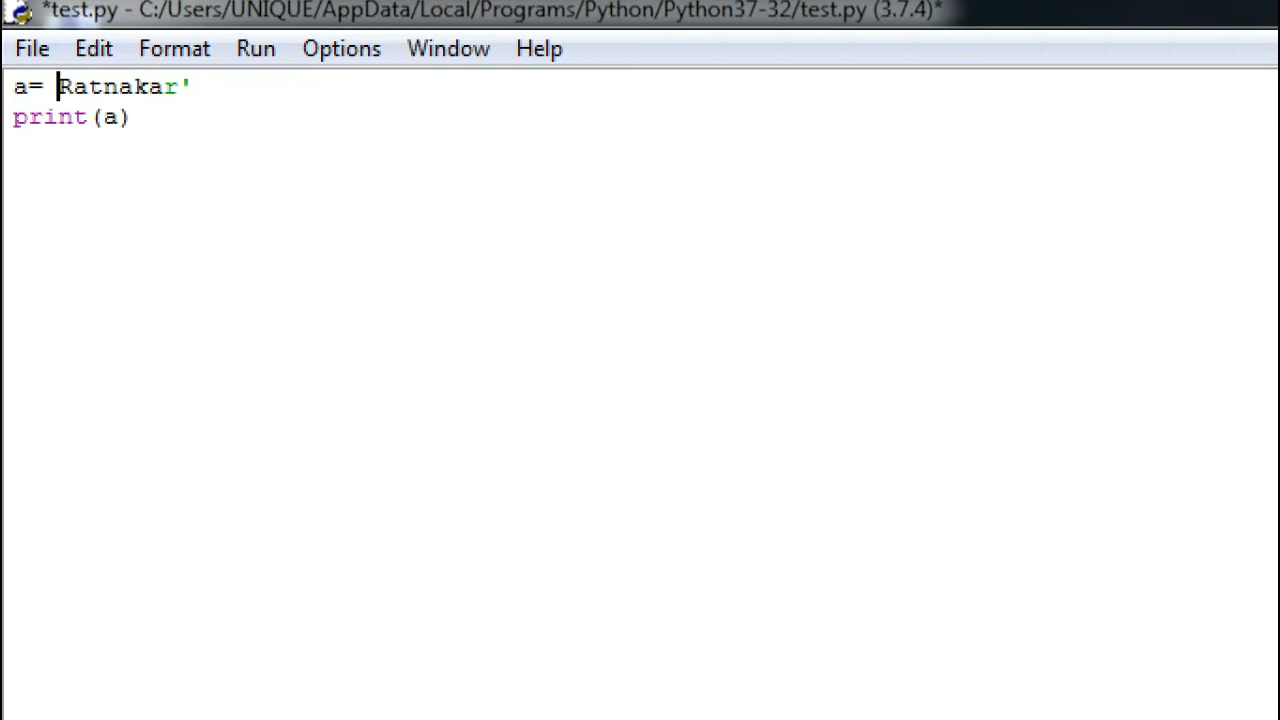 *test.py - C:/Users/UNIQUE/AppData/Local/Programs/Python/Python37-32/test.py (3.7.4)*
File Edit Format Run Options Window Help
a= Ratnakar'
print(a)